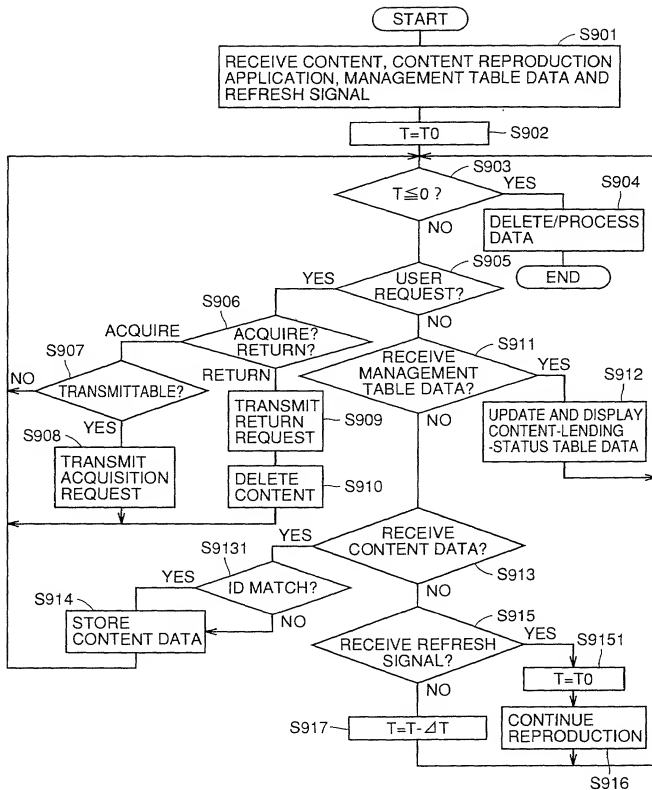 START
S901
RECEIVE CONTENT, CONTENT REPRODUCTION
APPLICATION, MANAGEMENT TABLE DATA AND
REFRESH SIGNAL
T=T0
S902
S903
T≦0 ?
YES
S904
NO
DELETE/PROCESS
DATA
END
S905
USER
REQUEST?
YES
NO
S906
ACQUIRE?
RETURN?
ACQUIRE
RETURN
S907
TRANSMITTABLE?
NO
YES
S908
TRANSMIT
ACQUISITION
REQUEST
TRANSMIT
RETURN
REQUEST
S909
DELETE
CONTENT
S910
S911
RECEIVE
MANAGEMENT
TABLE DATA?
YES
S912
NO
UPDATE AND DISPLAY
CONTENT-LENDING
-STATUS TABLE DATA
RECEIVE
CONTENT DATA?
YES
S913
NO
S9131
ID MATCH?
YES
NO
S914
STORE
CONTENT DATA
S915
RECEIVE REFRESH
SIGNAL?
YES
S9151
NO
T=T0
S917
T=T-⊿T
CONTINUE
REPRODUCTION
S916